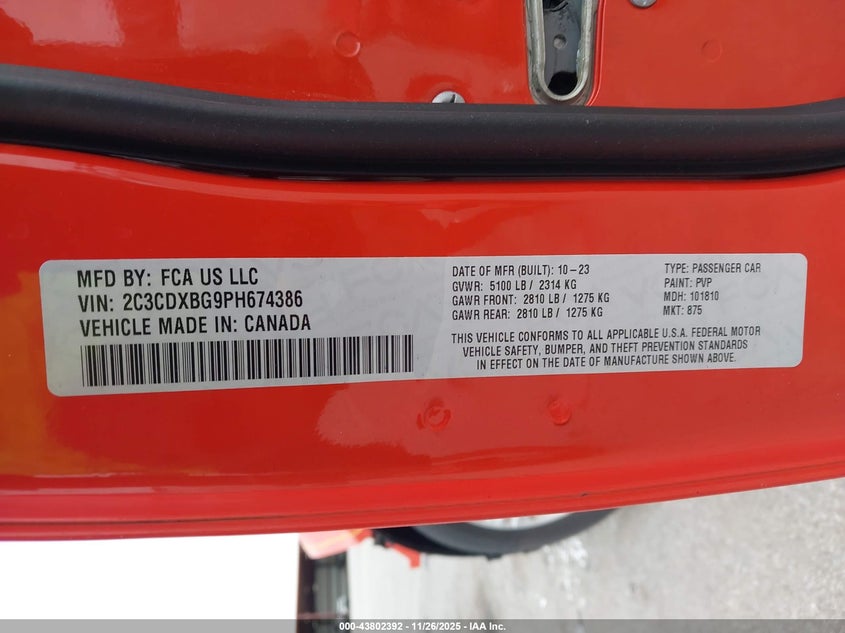 MFD BY: FCA US LLC
VIN: 2C3CDXBG9PH674386
VEHICLE MADE IN: CANADA
DATE OF MFR (BUILT): 10-23
GVWR: 5100 LB / 2314 KG
GAWR FRONT: 2810 LB / 1275 KG
GAWR REAR: 2810 LB / 1275 KG
TYPE: PASSENGER CAR
PAINT: PVP
MDH: 101810
MKT: 875
THIS VEHICLE CONFORMS TO ALL APPLICABLE U.S.A. FEDERAL MOTOR
VEHICLE SAFETY, BUMPER, AND THEFT PREVENTION STANDARDS
IN EFFECT ON THE DATE OF MANUFACTURE SHOWN ABOVE.
000-43802392 - 11/26/2025 - IAA Inc.